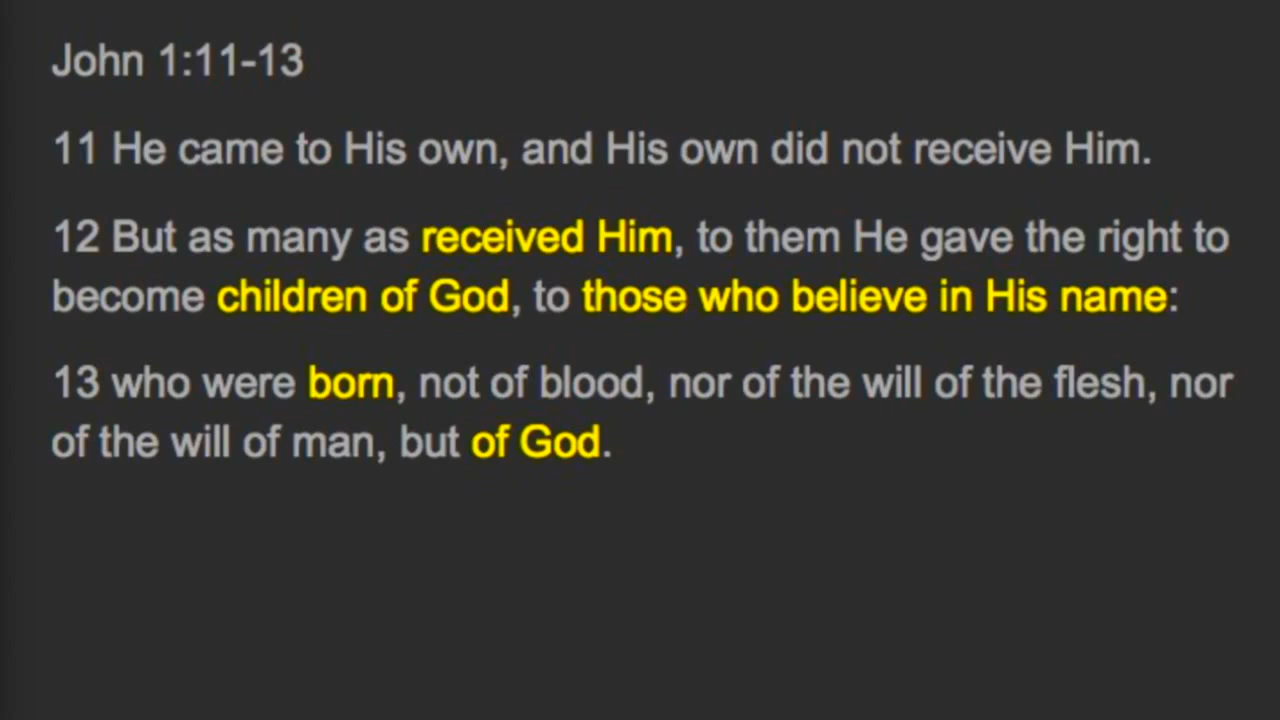 John 1:11-13
11 He came to His own, and His own did not receive Him.
12 But as many as received Him, to them He gave the right to
become children of God, to those who believe in His name:
13 who were born, not of blood, nor of the will of the flesh, nor
of the will of man, but of God.